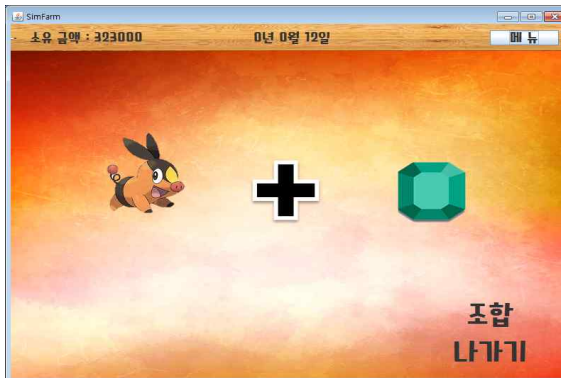 SimFarm
소유 금액 : 323000
0년 0월 12일
메 뉴
조합
나가기